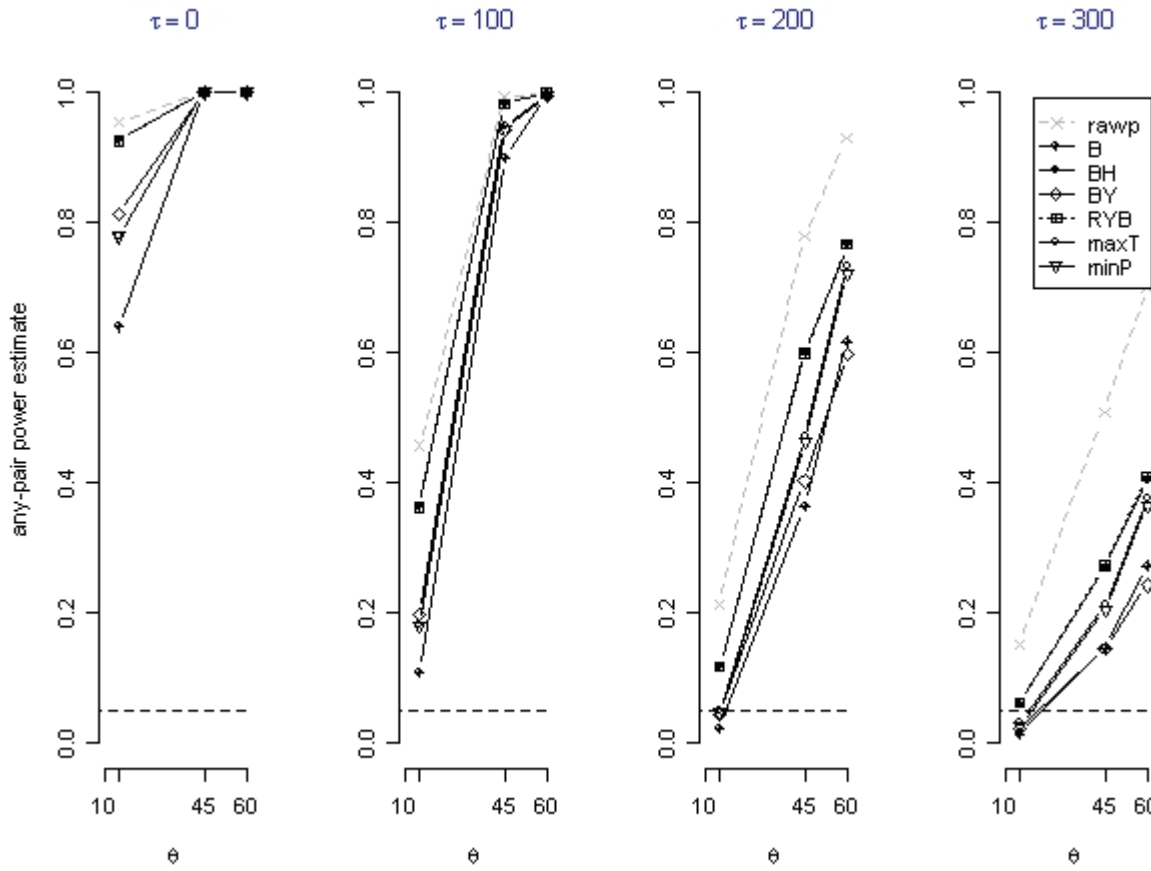 τ = 0
τ = 100
τ = 200
τ = 300
any-pair power estimate
0.0 0.2 0.4 0.6 0.8 1.0
10 45 60
θ
0.0 0.2 0.4 0.6 0.8 1.0
10 45 60
θ
0.0 0.2 0.4 0.6 0.8 1.0
10 45 60
θ
0.0 0.2 0.4 0.6 0.8 1.0
10 45 60
θ
rawp
B
BH
BY
RYB
maxT
minP